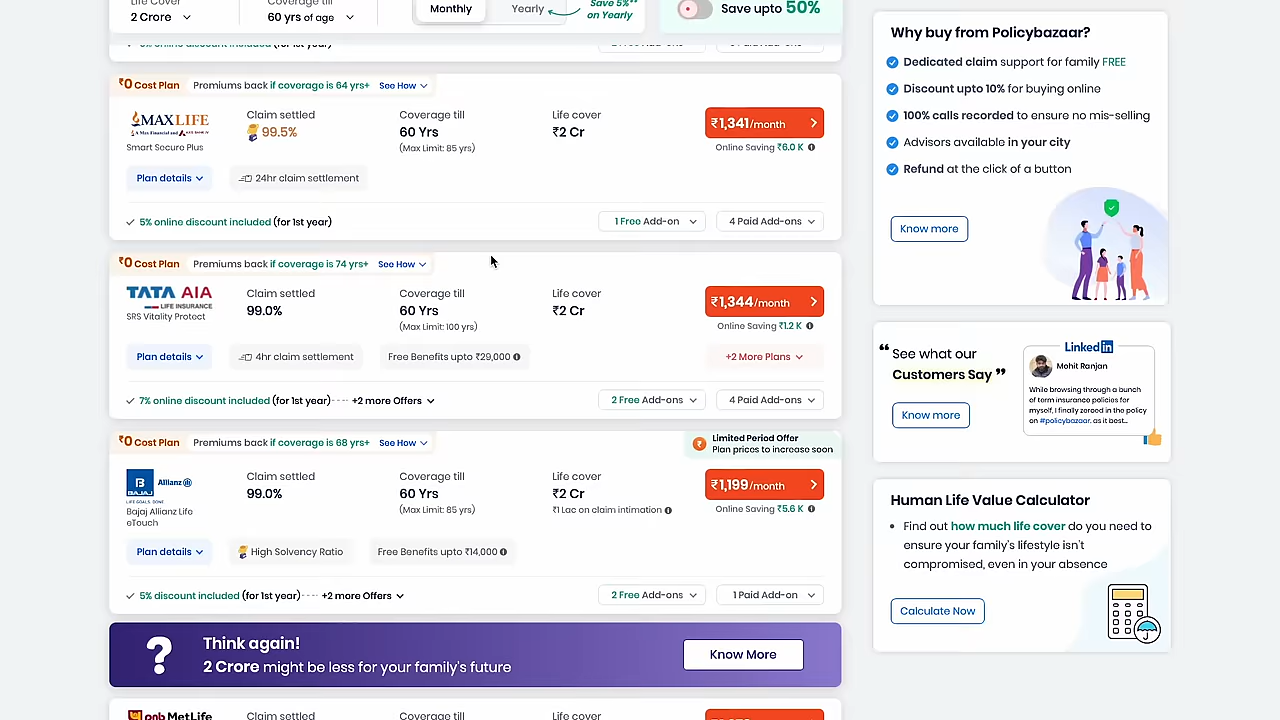 Life Cover
2 Crore
Coverage till
60 yrs of age
Monthly
Yearly
Save 5%**
on Yearly
Save upto 50%
₹0 Cost Plan Premiums back if coverage is 64 yrs+ See How
MAX LIFE
Smart Secure Plus
Claim settled
99.5%
Coverage till
60 Yrs
(Max Limit: 85 yrs)
Life cover
₹2 Cr
₹1,341/month
Online Saving ₹6.0 K
Plan details
24hr claim settlement
5% online discount included (for 1st year)
1 Free Add-on
4 Paid Add-ons
₹0 Cost Plan Premiums back if coverage is 74 yrs+ See How
TATA AIA
LIFE INSURANCE
SRS Vitality Protect
Claim settled
99.0%
Coverage till
60 Yrs
(Max Limit: 100 yrs)
Life cover
₹2 Cr
₹1,344/month
Online Saving ₹1.2 K
Plan details
4hr claim settlement
Free Benefits upto ₹29,000
+2 More Plans
7% online discount included (for 1st year) +2 more Offers
2 Free Add-ons
4 Paid Add-ons
₹0 Cost Plan Premiums back if coverage is 68 yrs+ See How
Limited Period Offer
Plan prices to increase soon
B
BAJAJ
Allianz
LIFE GOALS. DONE.
Bajaj Allianz Life
eTouch
Claim settled
99.0%
Coverage till
60 Yrs
(Max Limit: 85 yrs)
Life cover
₹2 Cr
₹1 Lac on claim intimation
₹1,199/month
Online Saving ₹5.6 K
Plan details
High Solvency Ratio
Free Benefits upto ₹14,000
5% discount included (for 1st year) +2 more Offers
2 Free Add-ons
1 Paid Add-on
?
Think again!
2 Crore might be less for your family's future
Know More
pnb MetLife
Claim settled
Coverage till
Life cover
Why buy from Policybazaar?
Dedicated claim support for family FREE
Discount upto 10% for buying online
100% calls recorded to ensure no mis-selling
Advisors available in your city
Refund at the click of a button
Know more
" See what our
Customers Say "
Know more
Linkedin
Mohit Ranjan
While browsing through a bunch
of term insurance policies for
myself, I finally zeroed in the policy
on #policybazaar. as it best...
Human Life Value Calculator
• Find out how much life cover do you need to
ensure your family's lifestyle isn't
compromised, even in your absence
Calculate Now